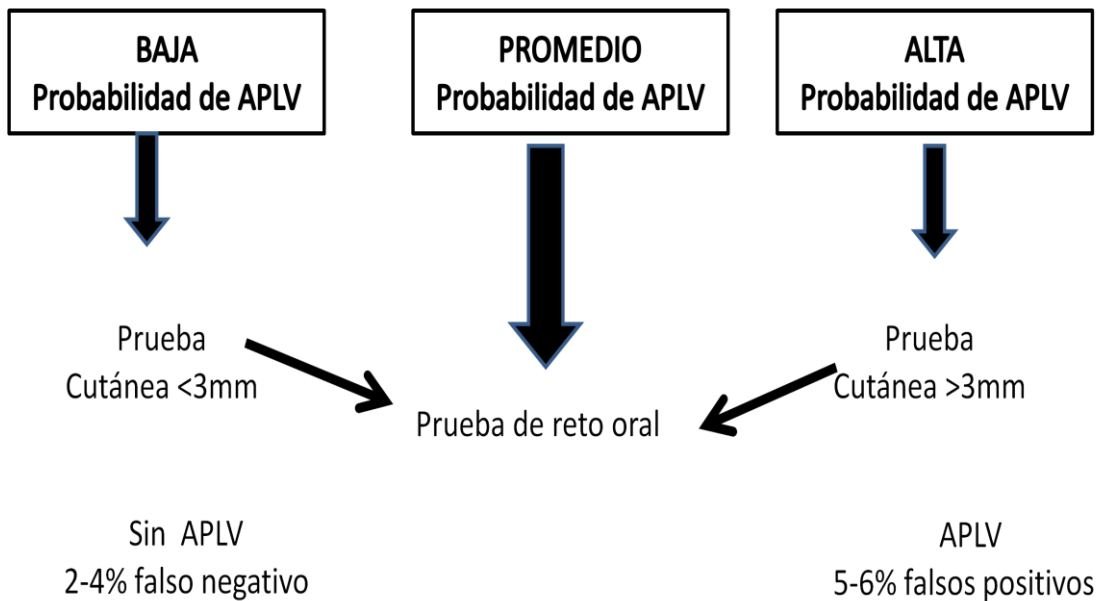 BAJA
Probabilidad de APLV
PROMEDIO
Probabilidad de APLV
ALTA
Probabilidad de APLV
Prueba
Cutánea <3mm
Prueba
Cutánea >3mm
Prueba de reto oral
Sin APLV
2-4% falso negativo
APLV
5-6% falsos positivos